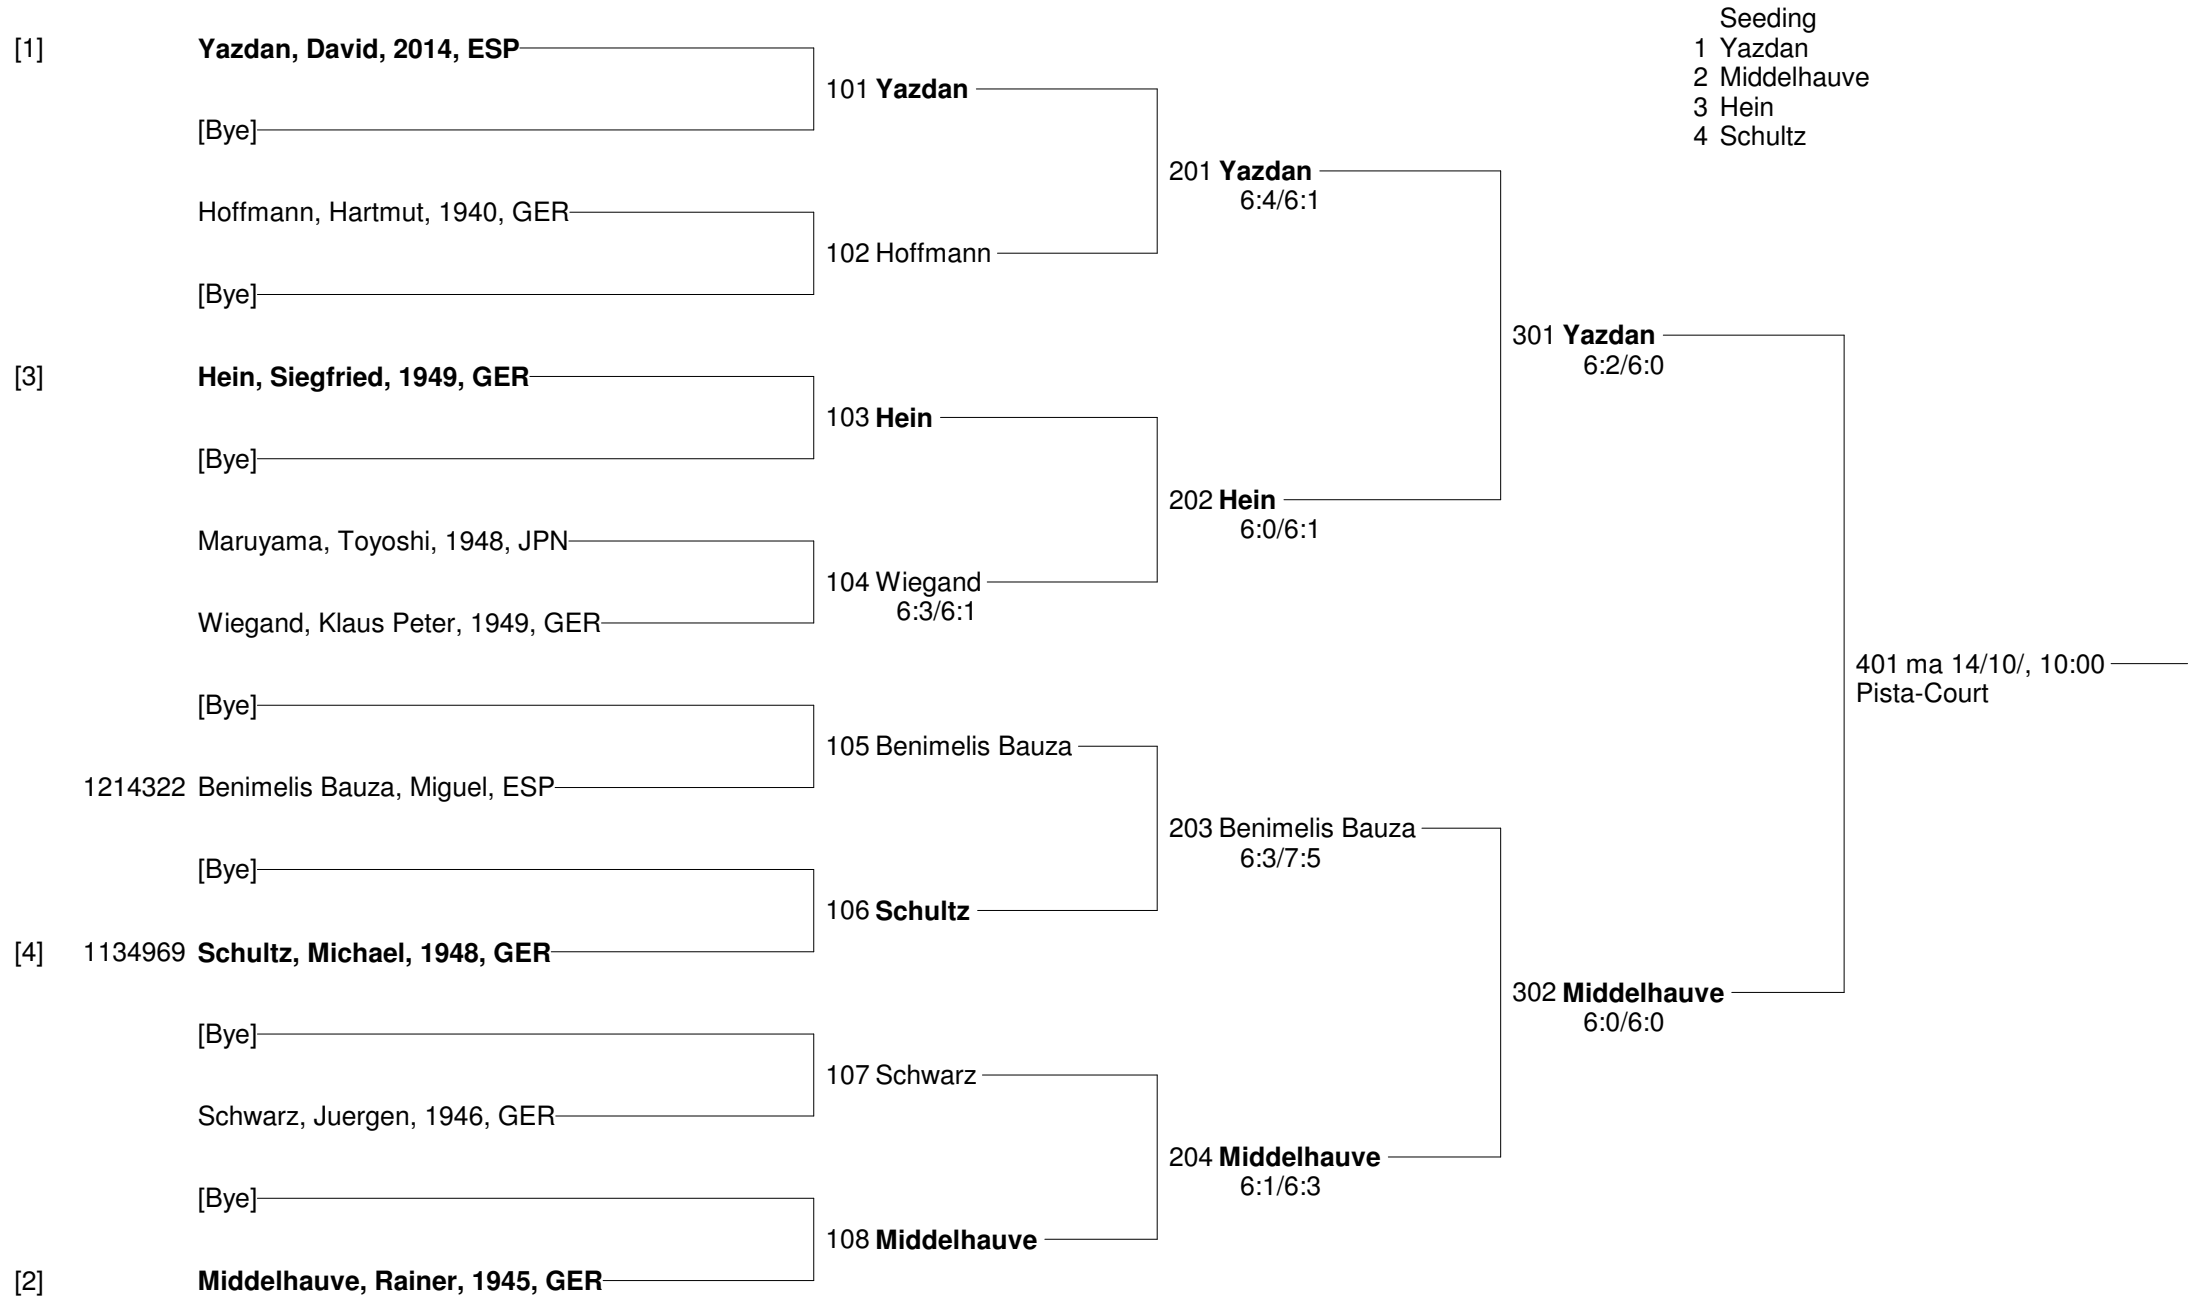 Seeding
1 Yazdan
2 Middelhauve
3 Hein
4 Schultz
[1] Yazdan, David, 2014, ESP
[Bye]
Hoffmann, Hartmut, 1940, GER
[Bye]
[3] Hein, Siegfried, 1949, GER
[Bye]
Maruyama, Toyoshi, 1948, JPN
Wiegand, Klaus Peter, 1949, GER
[Bye]
1214322 Benimelis Bauza, Miguel, ESP
[Bye]
[4] 1134969 Schultz, Michael, 1948, GER
[Bye]
Schwarz, Juergen, 1946, GER
[Bye]
[2] Middelhauve, Rainer, 1945, GER
101 Yazdan
102 Hoffmann
103 Hein
104 Wiegand
6:3/6:1
105 Benimelis Bauza
106 Schultz
107 Schwarz
108 Middelhauve
201 Yazdan
6:4/6:1
202 Hein
6:0/6:1
203 Benimelis Bauza
6:3/7:5
204 Middelhauve
6:1/6:3
301 Yazdan
6:2/6:0
302 Middelhauve
6:0/6:0
401 ma 14/10/, 10:00
Pista-Court